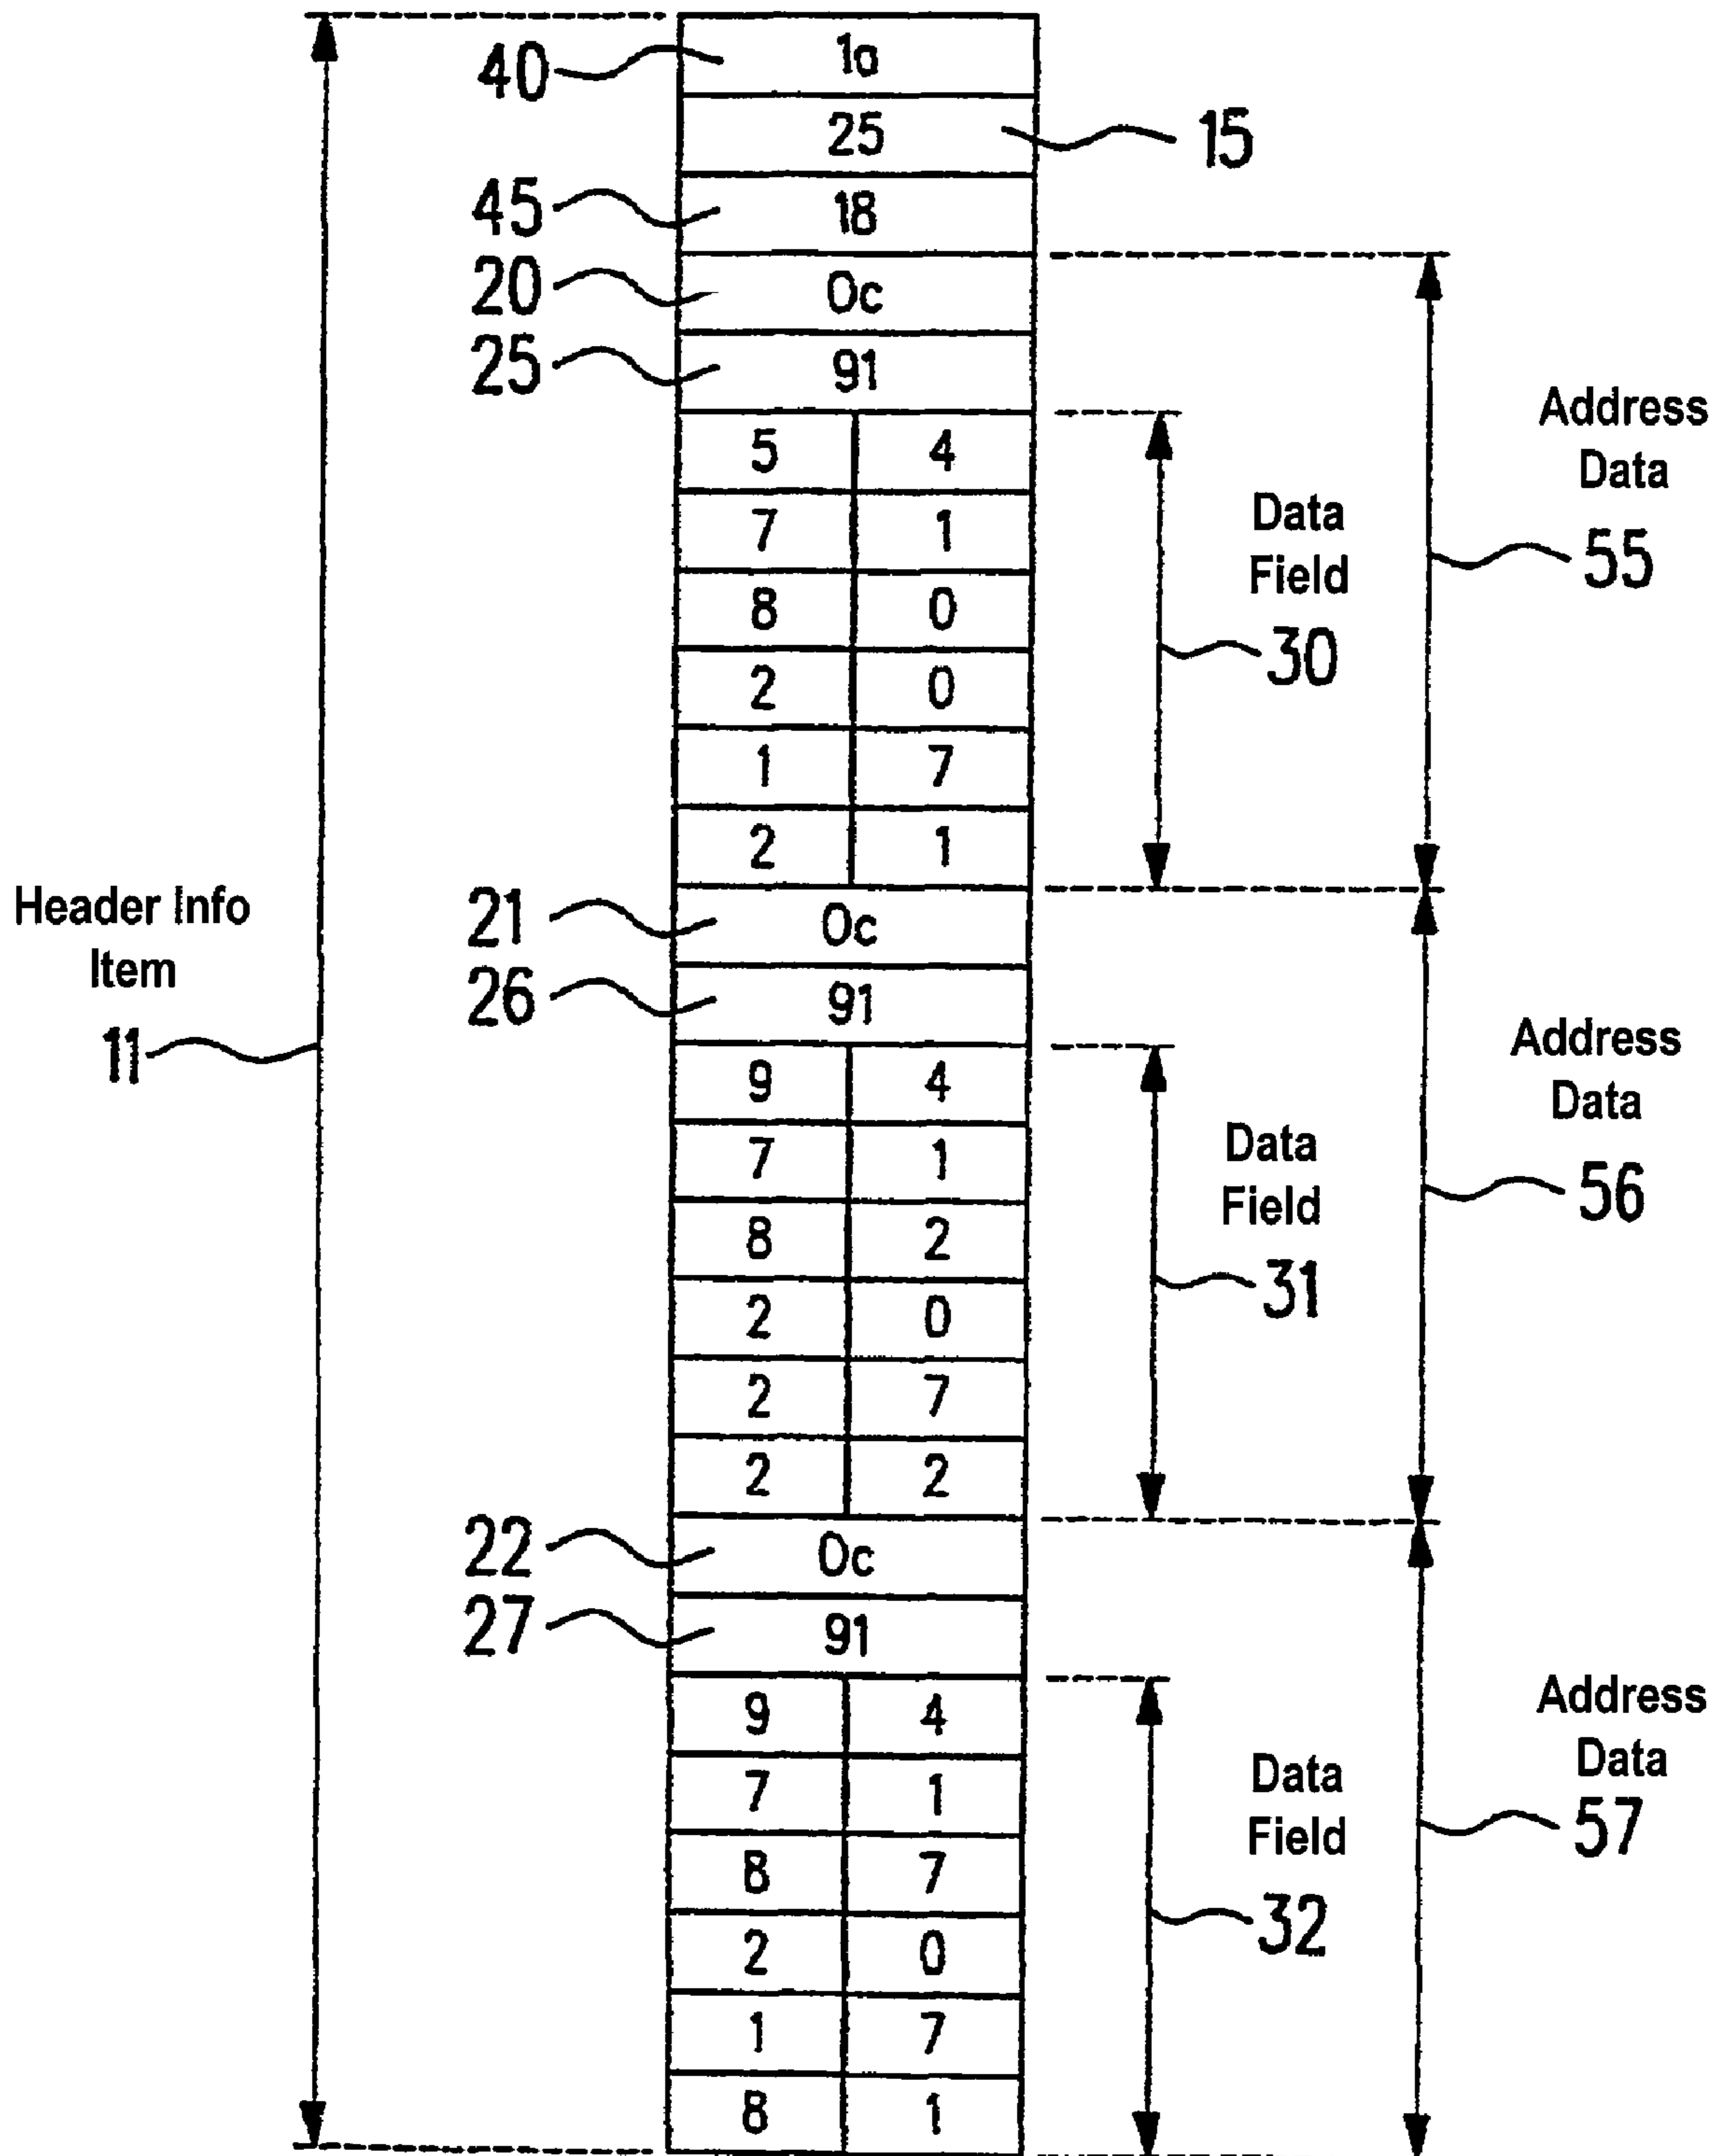 40 1a
25 15
45 18
20 0c
25 91
5 4
7 1
8 0
2 0
1 7
2 1
Data
Field
30
Address
Data
55
Header Info
Item
11
21 0c
26 91
9 4
7 1
8 2
2 0
2 7
2 2
Data
Field
31
Address
Data
56
22 0c
27 91
9 4
7 1
8 7
2 0
1 7
8 1
Data
Field
32
Address
Data
57